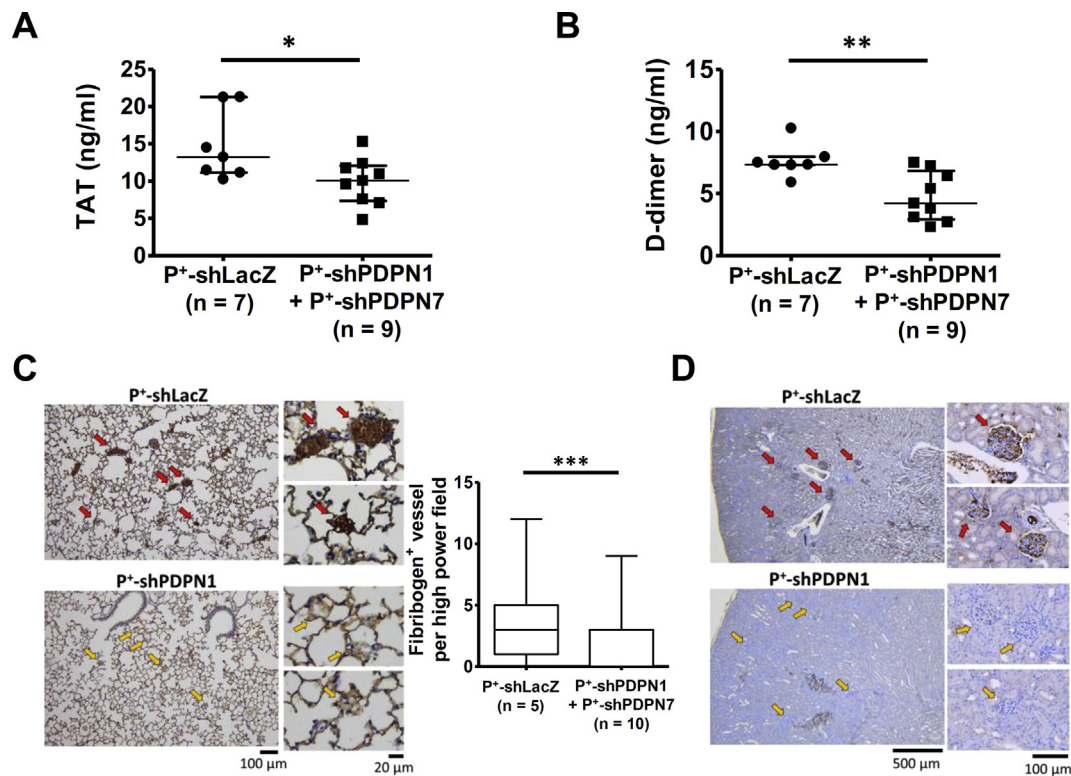 A
*
TAT (ng/ml)
25
20
15
10
5
0
P⁺-shLacZ
(n = 7)
P⁺-shPDPN1
+ P⁺-shPDPN7
(n = 9)
B
**
D-dimer (ng/ml)
15
10
5
0
P⁺-shLacZ
(n = 7)
P⁺-shPDPN1
+ P⁺-shPDPN7
(n = 9)
C
P⁺-shLacZ
P⁺-shPDPN1
100 µm
20 µm
***
Fibribogen⁺ vessel
per high power field
15
10
5
0
P⁺-shLacZ
(n = 5)
P⁺-shPDPN1
+ P⁺-shPDPN7
(n = 10)
D
P⁺-shLacZ
P⁺-shPDPN1
500 µm
100 µm